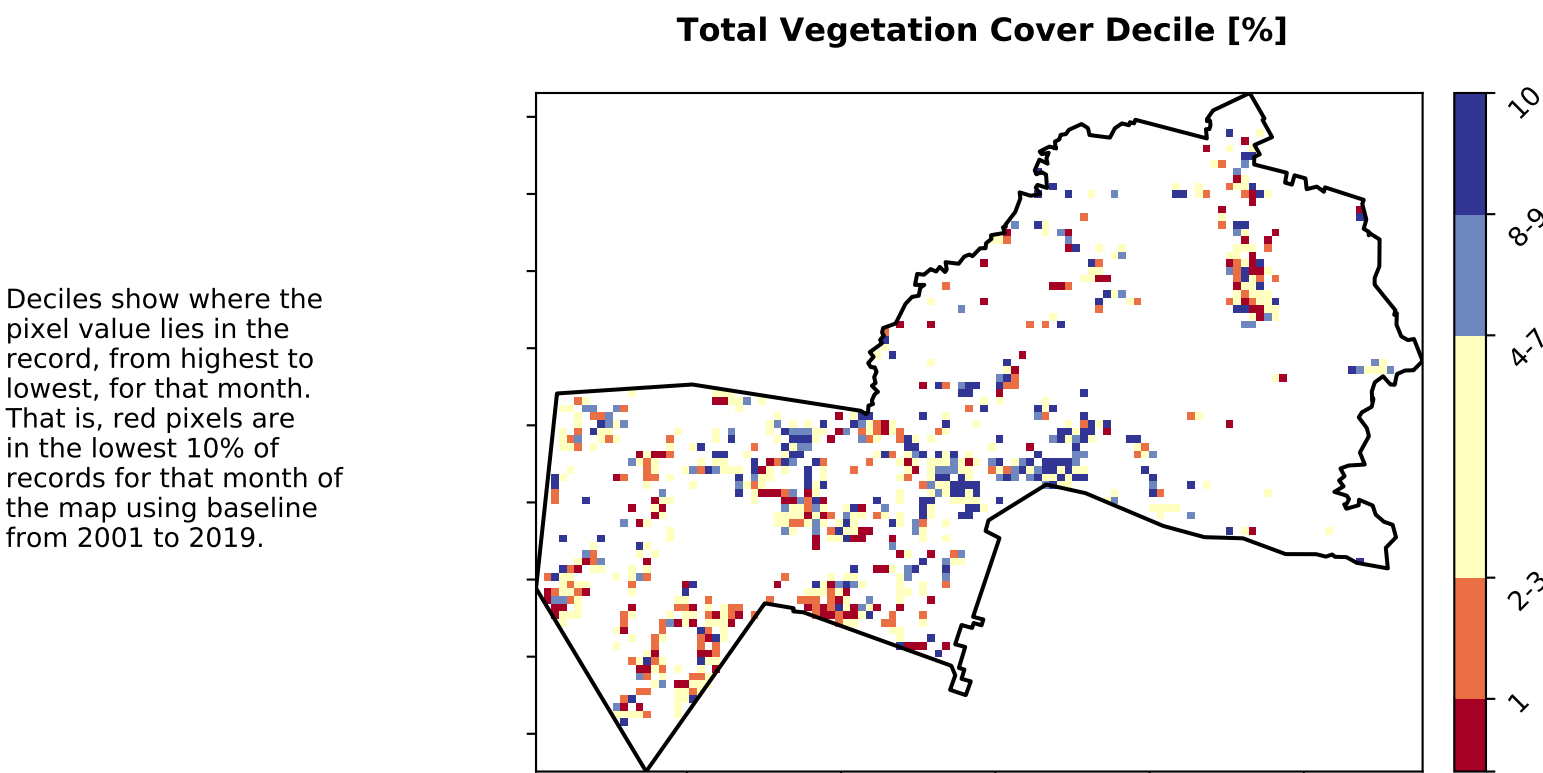 Total Vegetation Cover Decile [%]
Deciles show where the
pixel value lies in the
record, from highest to
lowest, for that month.
That is, red pixels are
in the lowest 10% of
records for that month of
the map using baseline
from 2001 to 2019.
10
8-9
4-7
2-3
1